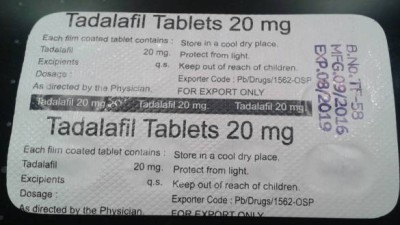 Tadalafil Tablets 20 mg
Each film coated tablet contains : Store in a cool dry place.
Tadalafil 20 mg. Protect from light.
Excipients q.s. Keep out of reach of children.
Dosage : Exporter Code : Pb/Drugs/1562-OSP
As directed by the Physician. FOR EXPORT ONLY
Tadalafil 20 mg Tadalafil 20 mg. Tadalafil 20 mg
Tadalafil Tablets 20 mg
Each film coated tablet contains : Store in a cool dry place.
Tadalafil 20 mg. Protect from light.
Excipients q.s. Keep out of reach of children.
Dosage : Exporter Code : Pb/Drugs/1562-OSP
As directed by the Physician. FOR EXPORT ONLY
B.No.TT-58
MFG.09/2016
EXP.08/2019